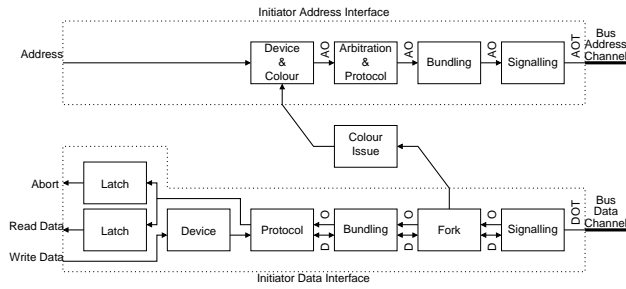 Initiator Address Interface
Address
Device
&
Colour
AO
Arbitration
&
Protocol
AO
Bundling
AO
Signalling
AOT
Bus
Address
Channel
Colour
Issue
Abort
Latch
Read Data
Latch
Write Data
Device
Protocol
O
D
Bundling
O
D
Fork
O
D
Signalling
DOT
Bus
Data
Channel
Initiator Data Interface